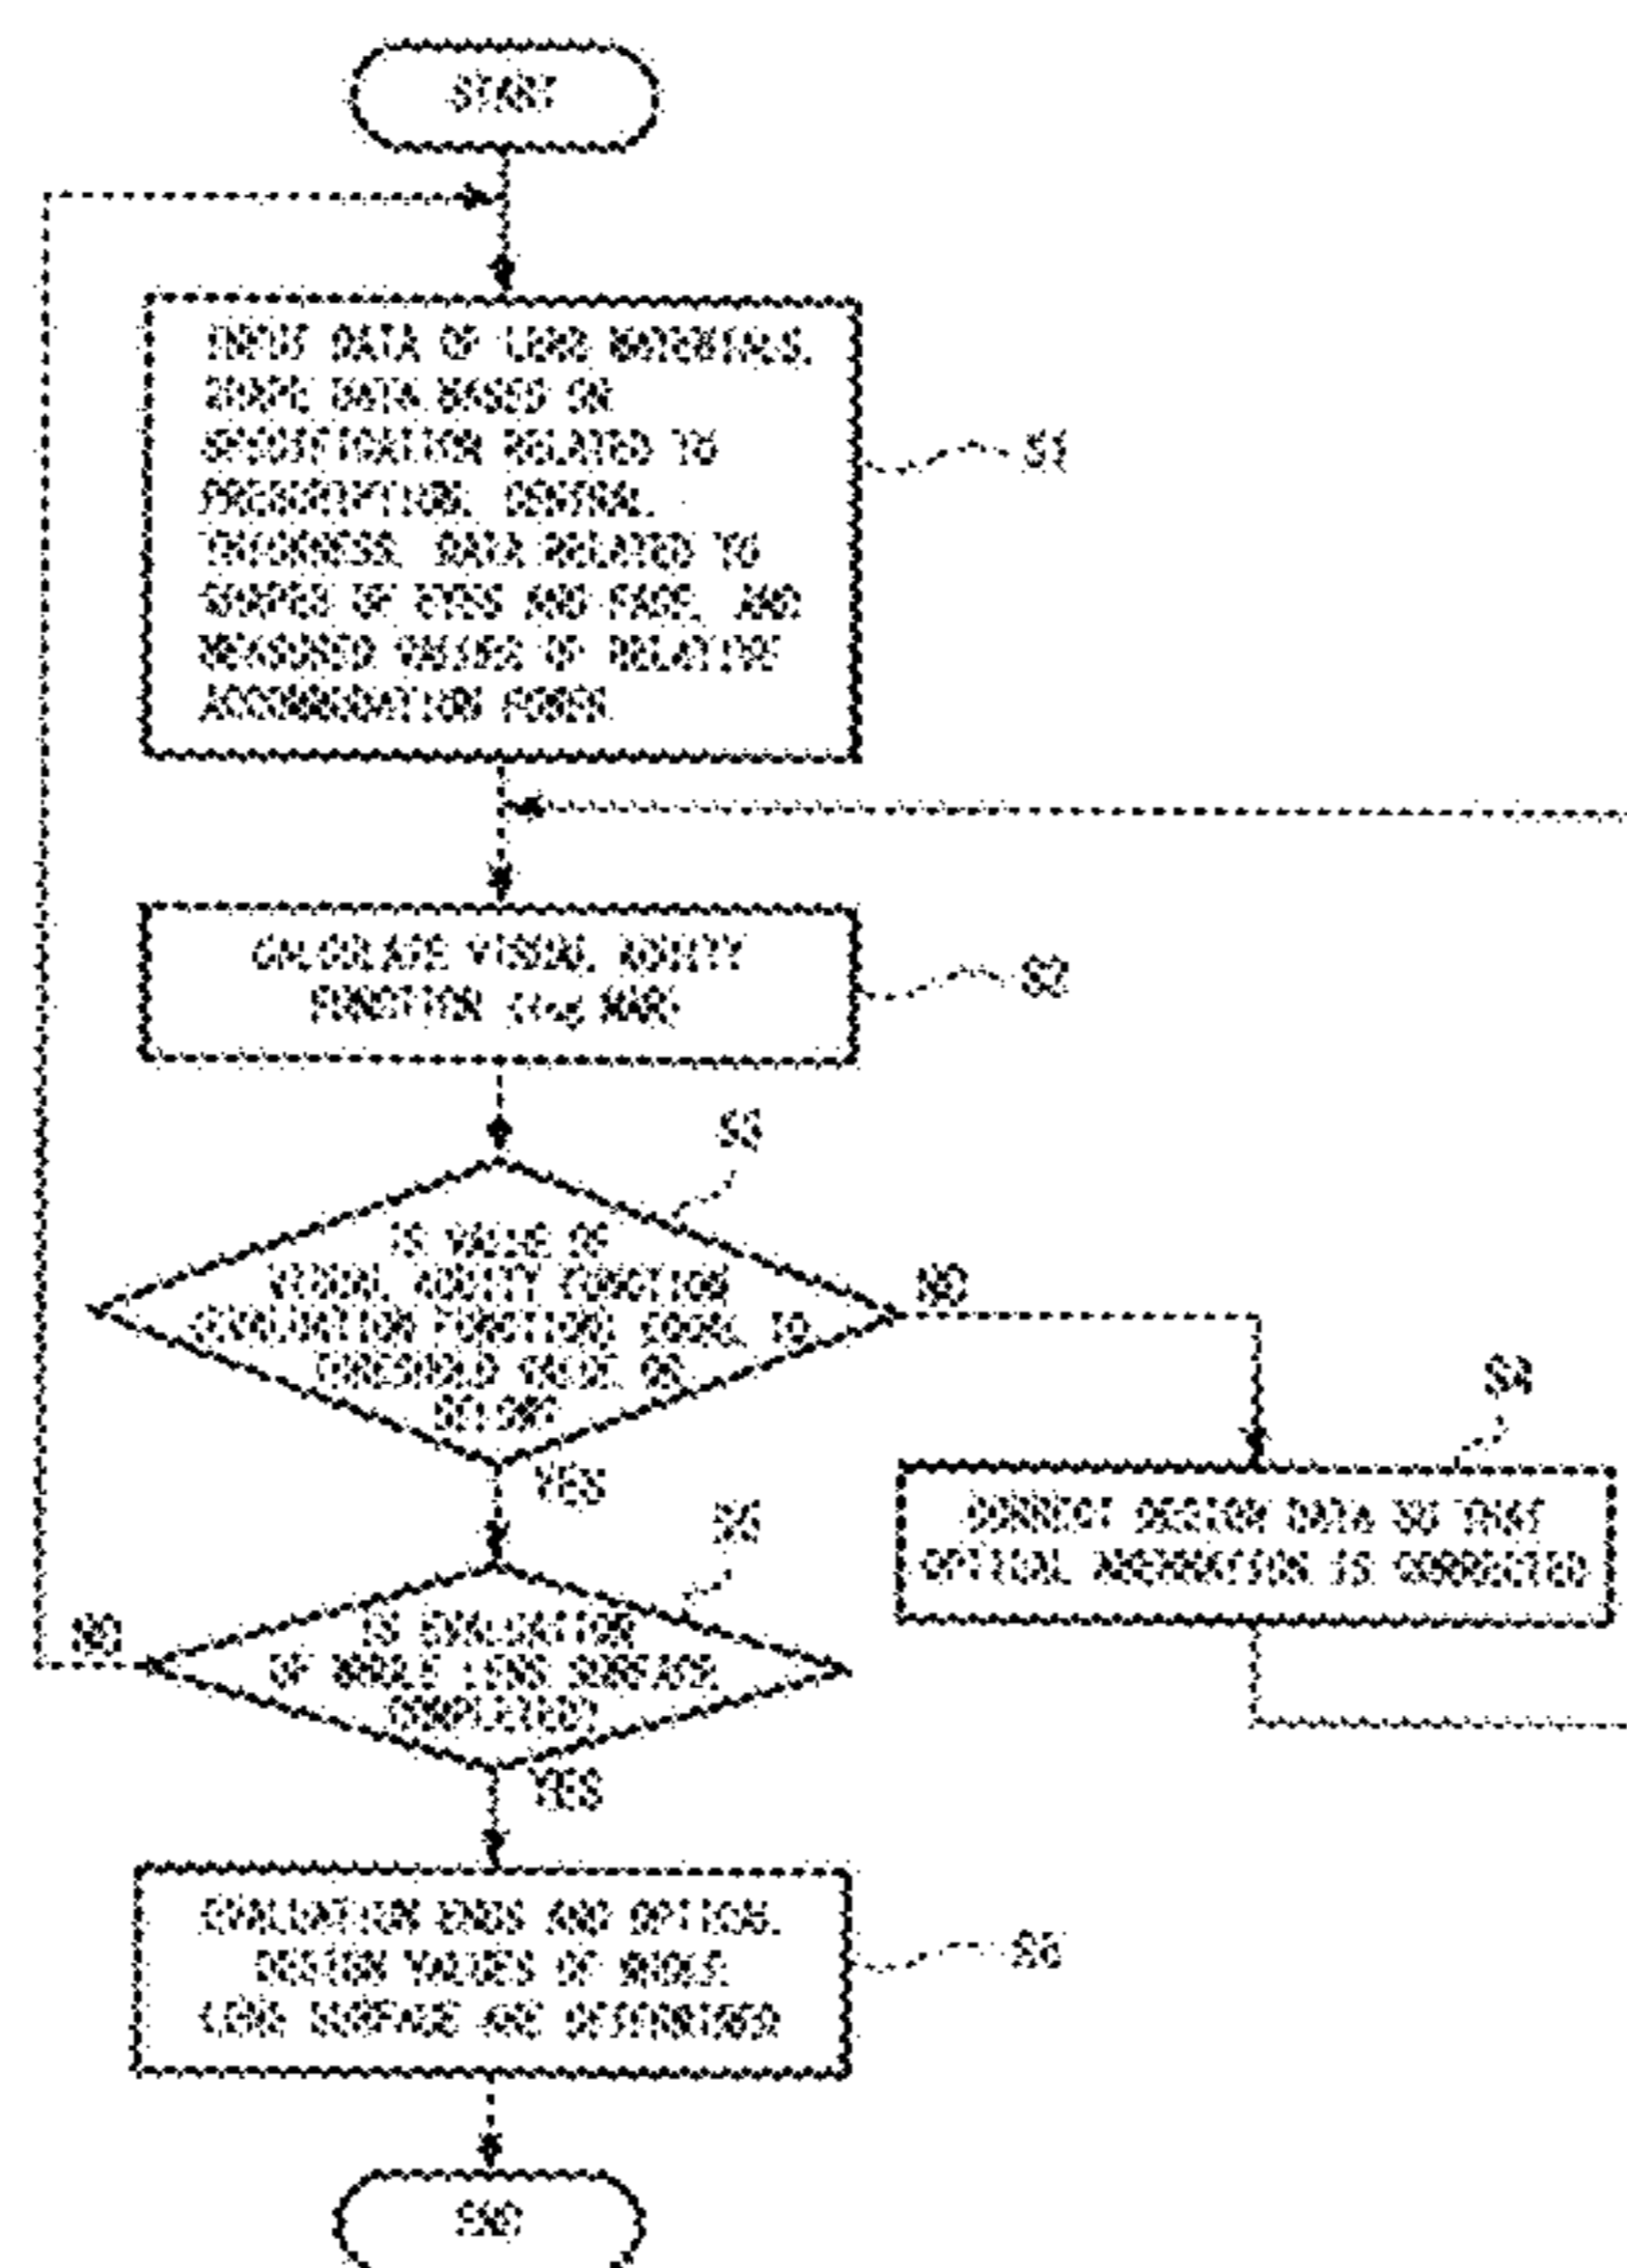 START
INPUT DATA OF LENS MATERIALS,
SHAPE DATA BASED ON
SPECIFICATION RELATED TO
PRESCRIPTION, CENTRAL
THICKNESS, DATA RELATED TO
SHAPES OF EYES AND FACE, AND
MEASURED VALUES OF RELATIVE
ACCOMMODATION POWER
S1
CALCULATE VISUAL ACUITY
FUNCTION (log MAR)
S2
S3
IS VALUE OF
VISUAL ACUITY FUNCTION
(EVALUATION FUNCTION) EQUAL TO
THRESHOLD VALUE OR
BELOW?
NO
YES
S4
CORRECT DESIGN DATA SO THAT
OPTICAL ABERRATION IS CORRECTED
S5
IS EVALUATION
OF WHOLE LENS SURFACE
COMPLETED?
NO
YES
EVALUATION ENDS AND OPTICAL
DESIGN VALUES OF WHOLE
LENS SURFACE ARE DETERMINED
S6
END